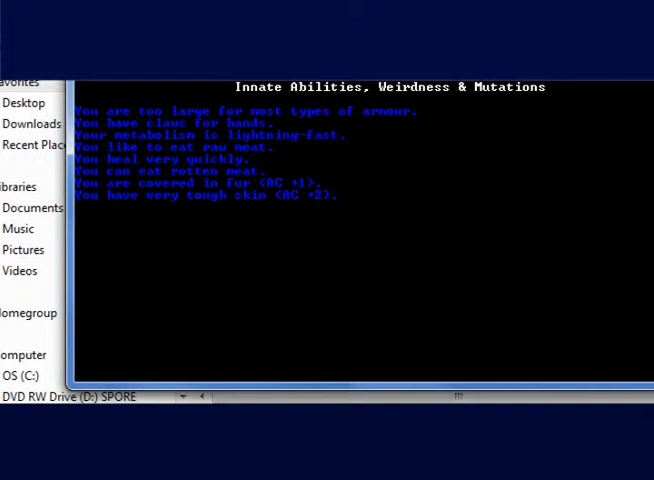 avorites
Desktop
Downloads
Recent Plac
ibraries
Documents
Music
Pictures
Videos
omegroup
omputer
OS (C:)
DVD RW Drive (D:) SPORE
Innate Abilities, Weirdness & Mutations
You are too large for most types of armour.
You have claws for hands.
Your metabolism is lightning-fast.
You like to eat raw meat.
You heal very quickly.
You can eat rotten meat.
You are covered in fur (AC +1).
You have very tough skin (AC +2).